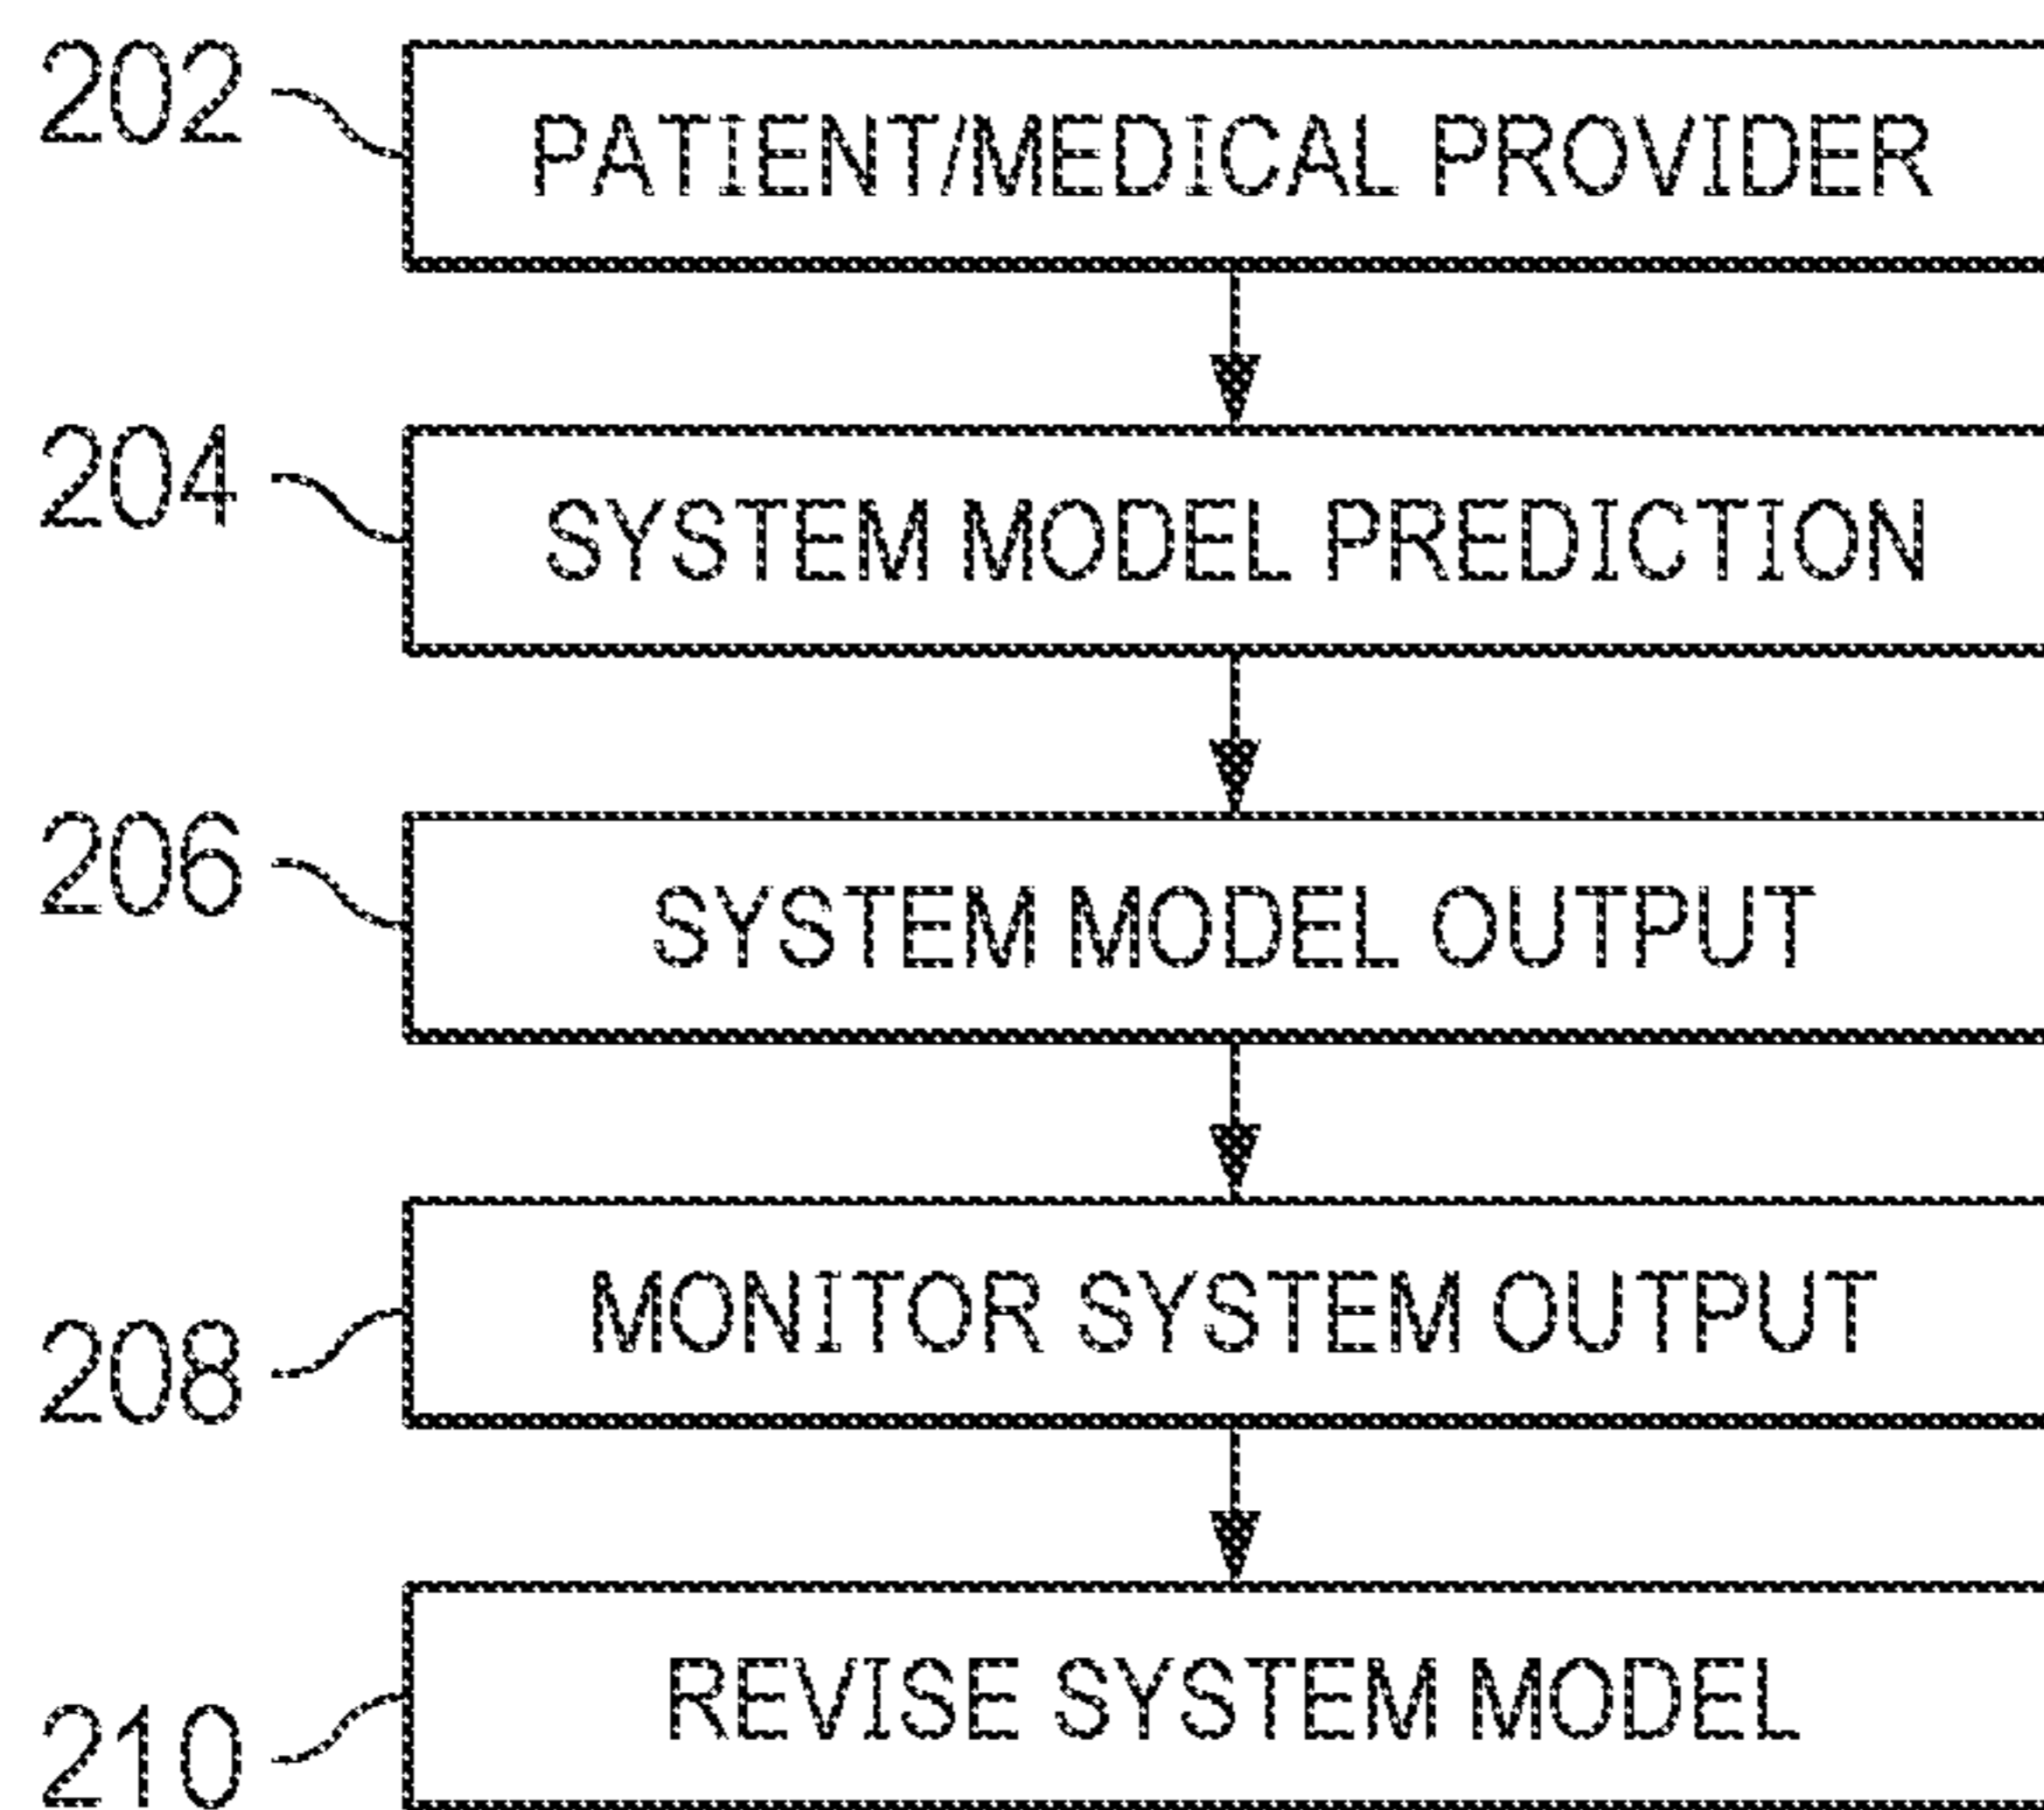 202 PATIENT/MEDICAL PROVIDER
204 SYSTEM MODEL PREDICTION
206 SYSTEM MODEL OUTPUT
208 MONITOR SYSTEM OUTPUT
210 REVISE SYSTEM MODEL